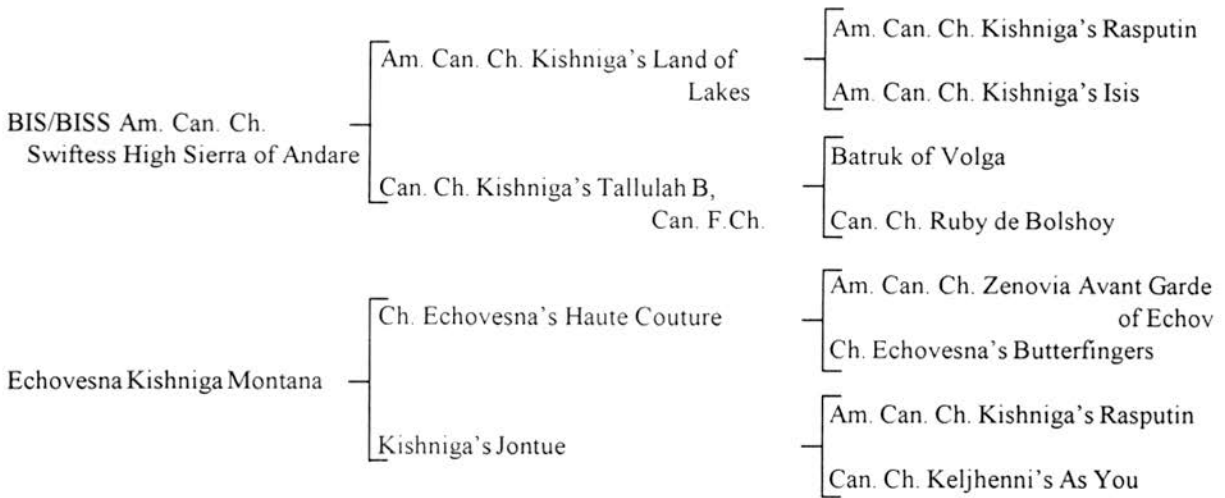 Am. Can. Ch. Kishniga's Rasputin
Am. Can. Ch. Kishniga's Land of
Lakes
Am. Can. Ch. Kishniga's Isis
BIS/BISS Am. Can. Ch.
Swiftess High Sierra of Andare
Batruk of Volga
Can. Ch. Kishniga's Tallulah B,
Can. F.Ch.
Can. Ch. Ruby de Bolshoy
Am. Can. Ch. Zenovia Avant Garde
of Echov
Ch. Echovesna's Haute Couture
Ch. Echovesna's Butterfingers
Echovesna Kishniga Montana
Am. Can. Ch. Kishniga's Rasputin
Kishniga's Jontue
Can. Ch. Keljhenni's As You